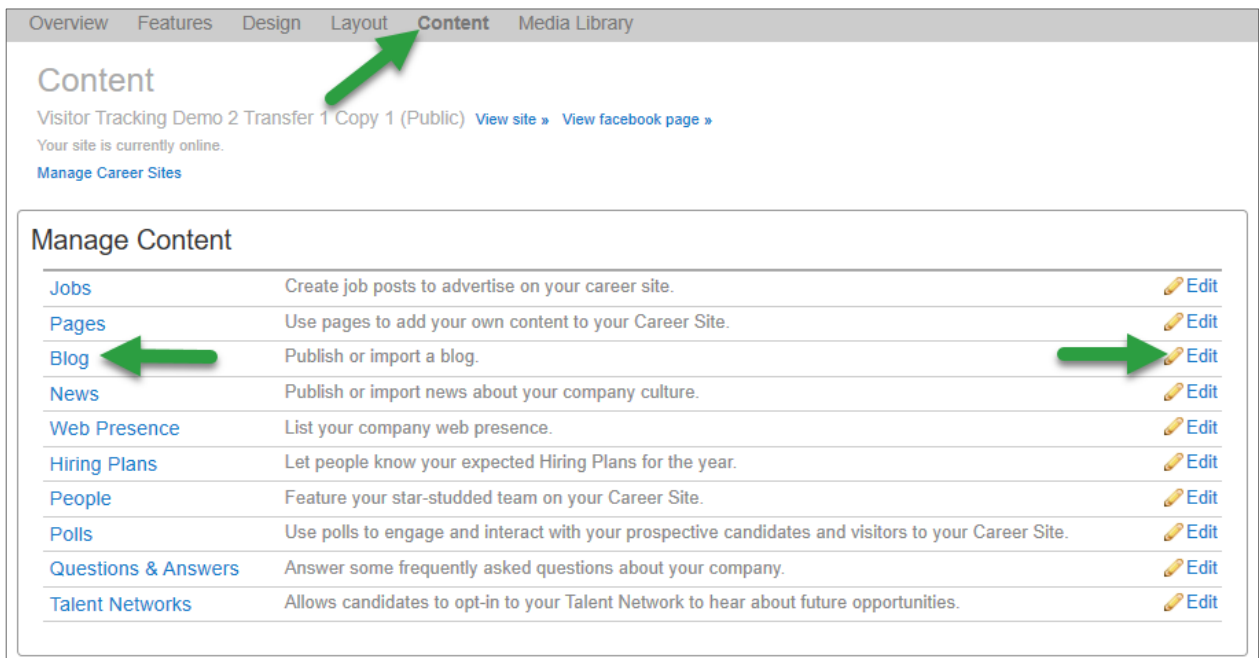 Overview Features Design Layout Content Media Library
Content
Visitor Tracking Demo 2 Transfer 1 Copy 1 (Public) View site » View facebook page »
Your site is currently online.
Manage Career Sites
Manage Content
Jobs Create job posts to advertise on your career site. Edit
Pages Use pages to add your own content to your Career Site. Edit
Blog Publish or import a blog. Edit
News Publish or import news about your company culture. Edit
Web Presence List your company web presence. Edit
Hiring Plans Let people know your expected Hiring Plans for the year. Edit
People Feature your star-studded team on your Career Site. Edit
Polls Use polls to engage and interact with your prospective candidates and visitors to your Career Site. Edit
Questions & Answers Answer some frequently asked questions about your company. Edit
Talent Networks Allows candidates to opt-in to your Talent Network to hear about future opportunities. Edit